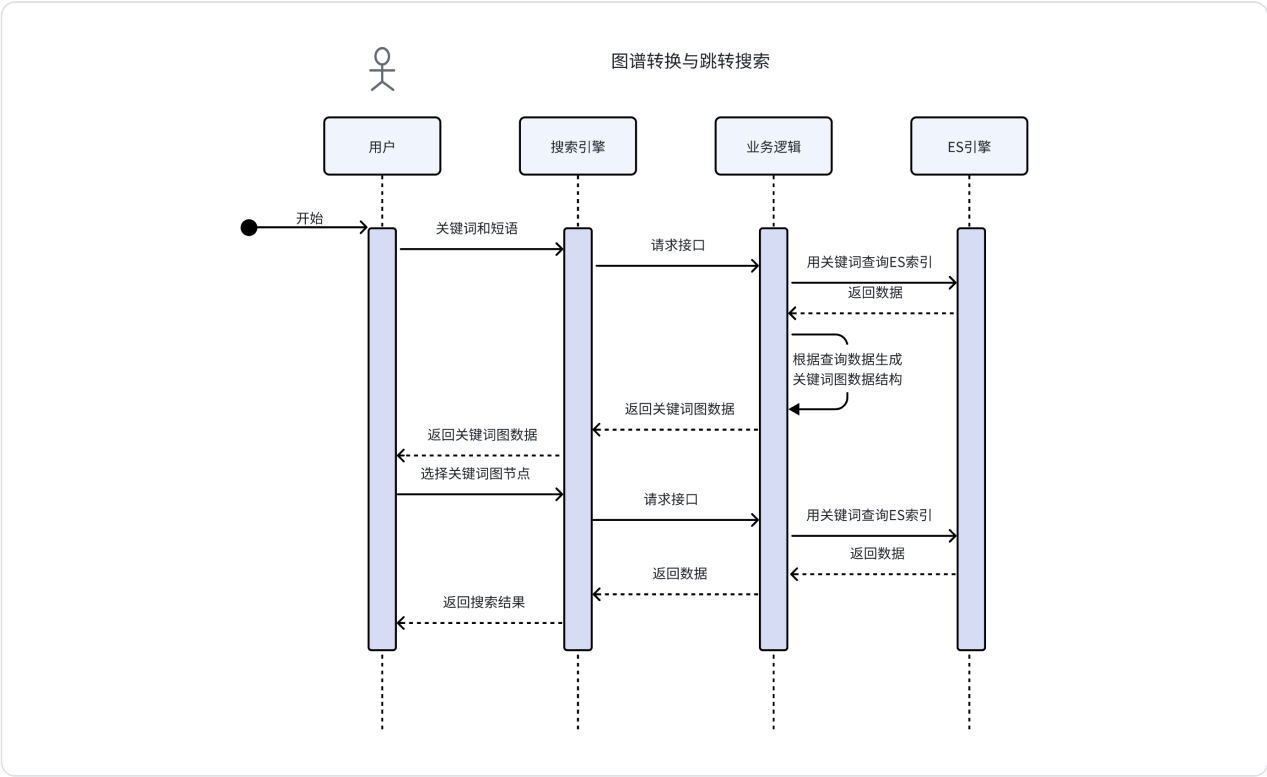 图谱转换与跳转搜索
用户
搜索引擎
业务逻辑
ES引擎
开始
关键词和短语
请求接口
用关键词查询ES索引
返回数据
根据查询数据生成
关键词图数据结构
返回关键词图数据
返回关键词图数据
选择关键词图节点
请求接口
用关键词查询ES索引
返回数据
返回数据
返回搜索结果